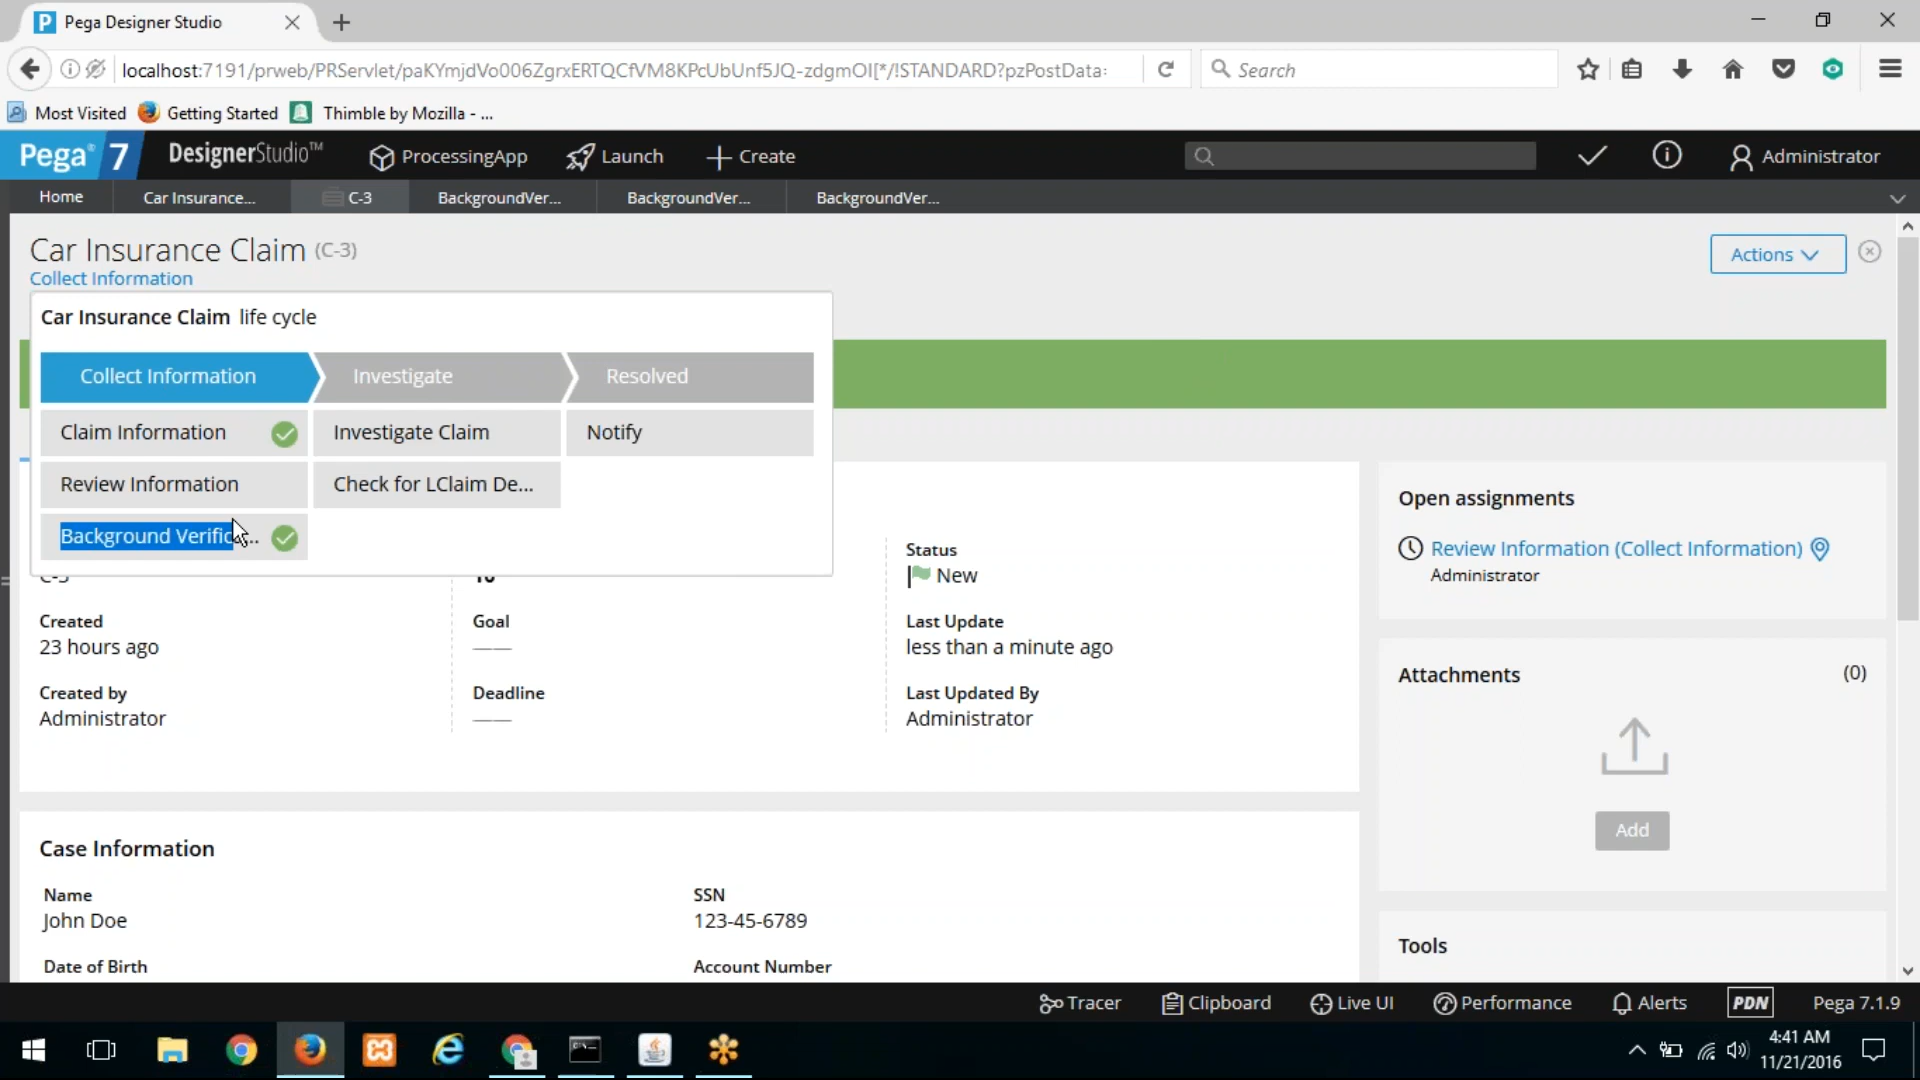 Pega Designer Studio
localhost:7191/prweb/PRServlet/paKYmjdVo006ZgrxERTQCfVM8KPcUbUnf5JQ-zdgmOI[*/!STANDARD?pzPostData:
Search
Most Visited
Getting Started
Thimble by Mozilla - ...
Pega® 7
DesignerStudio™
ProcessingApp
Launch
Create
Administrator
Home
Car Insurance...
C-3
BackgroundVer...
BackgroundVer...
BackgroundVer...
Car Insurance Claim (C-3)
Actions
Collect Information
Car Insurance Claim life cycle
Collect Information
Investigate
Resolved
Claim Information
Investigate Claim
Notify
Review Information
Check for LClaim De...
Background Verific...
Open assignments
Review Information (Collect Information)
Administrator
C-3
10
Status
New
Created
23 hours ago
Goal
——
Last Update
less than a minute ago
Created by
Administrator
Deadline
——
Last Updated By
Administrator
Attachments
(0)
Add
Case Information
Name
John Doe
SSN
123-45-6789
Date of Birth
Account Number
Tools
Tracer
Clipboard
Live UI
Performance
Alerts
PDN
Pega 7.1.9
4:41 AM
11/21/2016